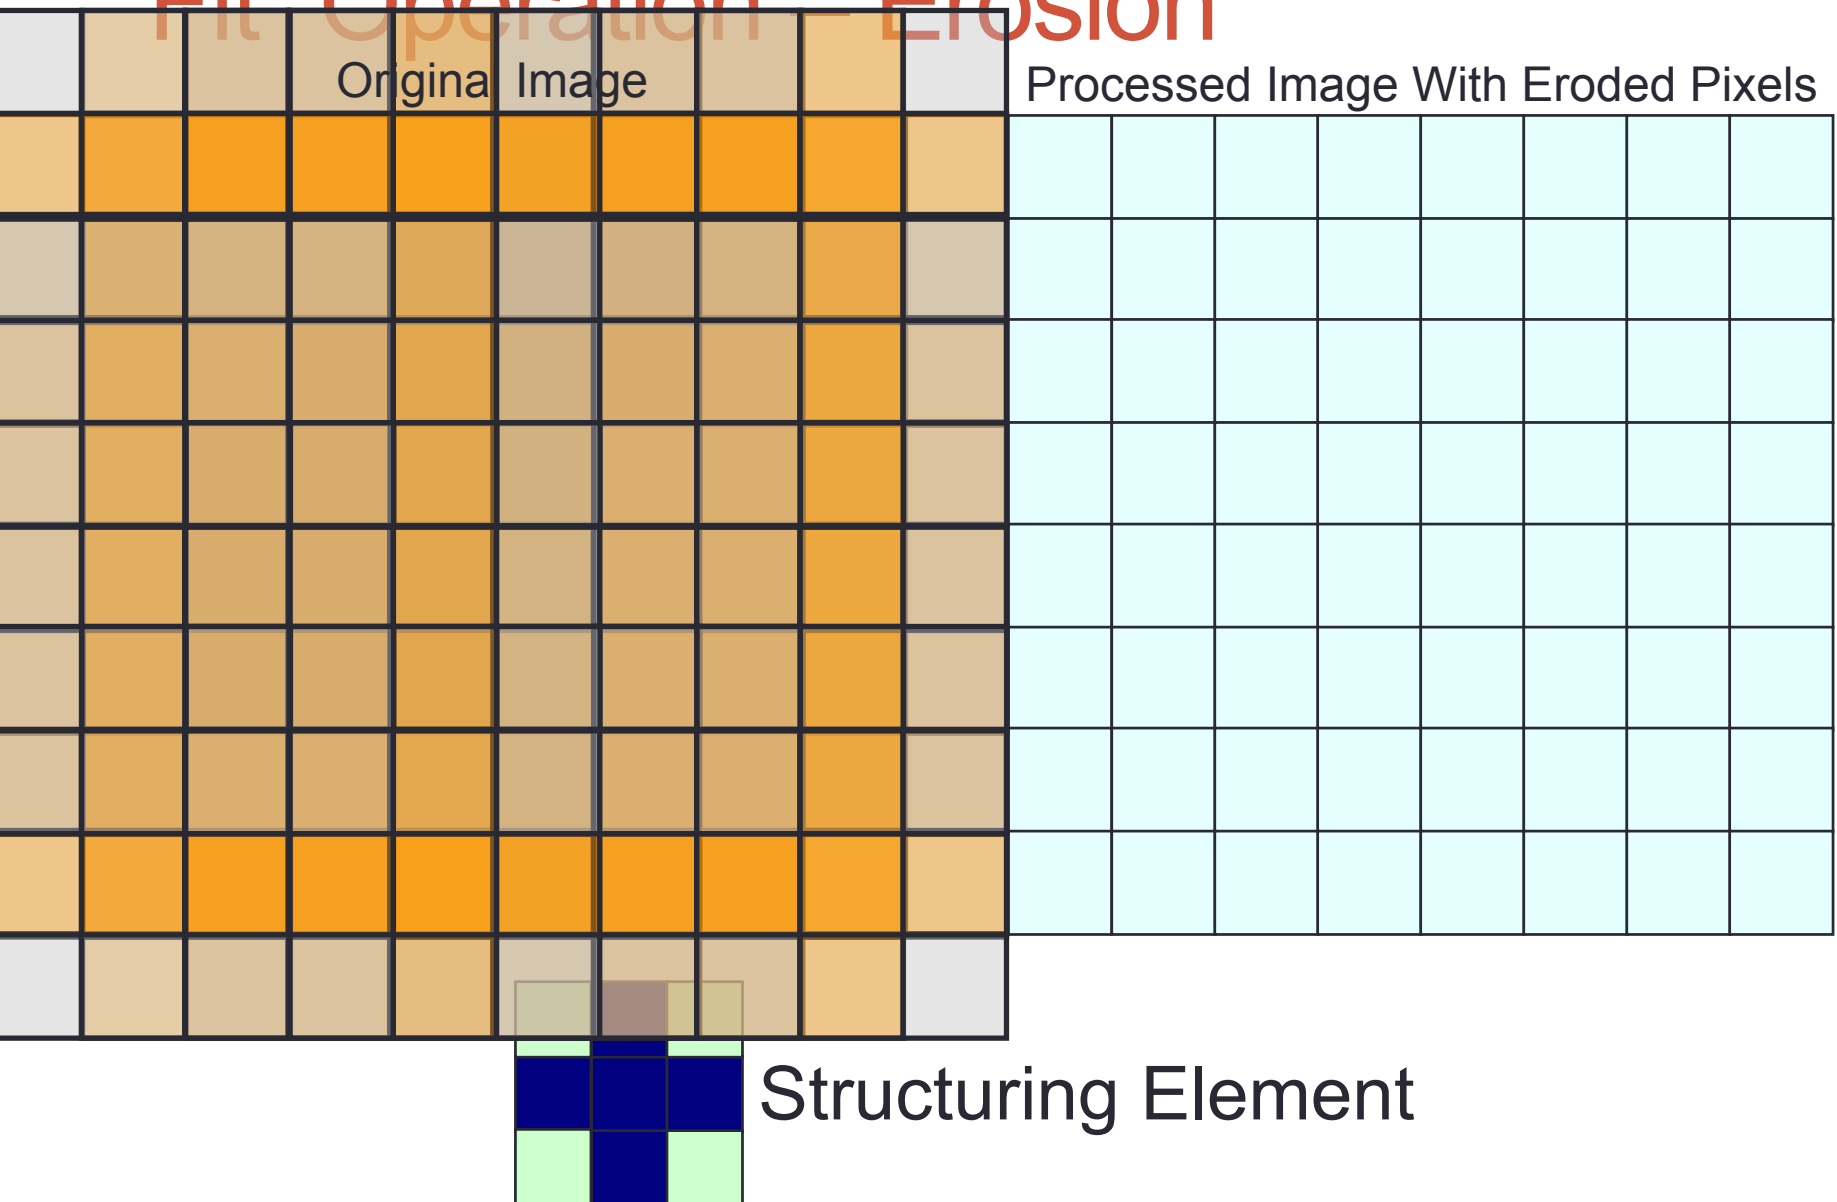 Fit Operation – Erosion
Original Image
Processed Image With Eroded Pixels
Structuring Element